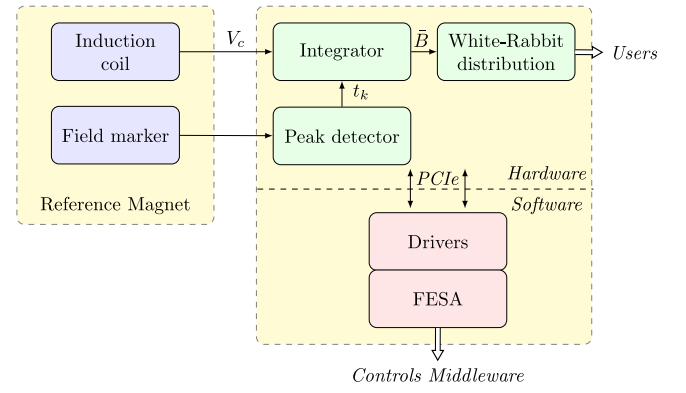 Induction
coil
V_c
Integrator
B̄
White-Rabbit
distribution
Users
t_k
Field marker
Peak detector
PCIe
Hardware
Reference Magnet
Software
Drivers
FESA
Controls Middleware